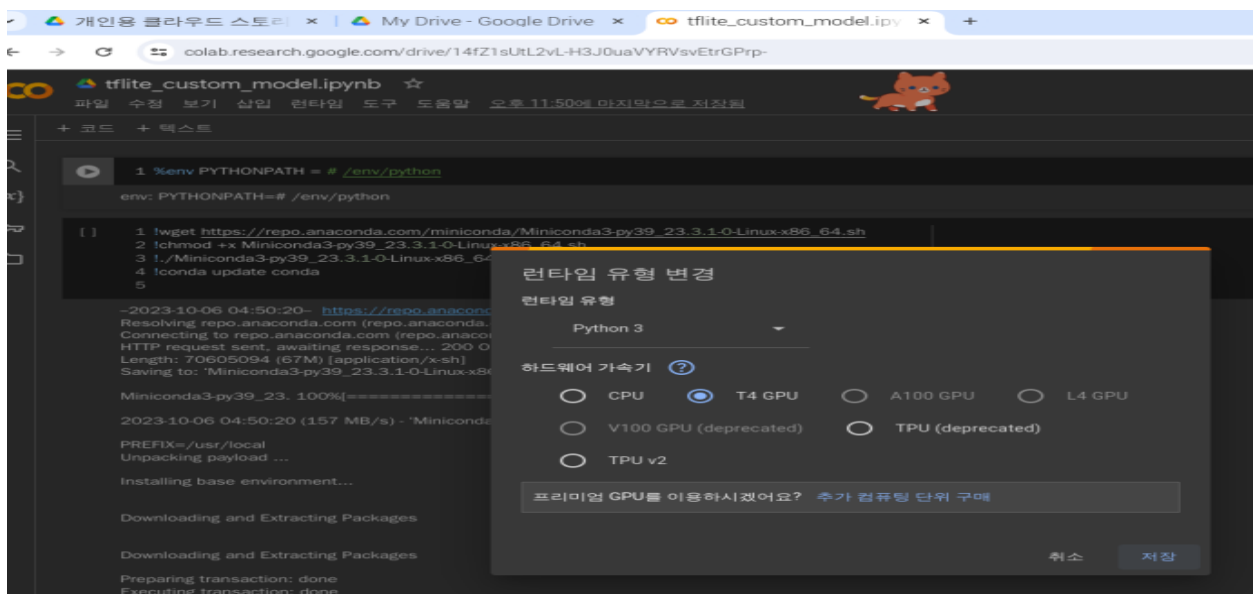 개인용 클라우드 스토리
My Drive - Google Drive
tflite_custom_model.ipy
colab.research.google.com/drive/14fZ1sUtL2vL-H3J0uaVYRVsvEtrGPrp-
tflite_custom_model.ipynb
파일 수정 보기 삽입 런타임 도구 도움말 오후 11:50에 마지막으로 저장됨
+ 코드 + 텍스트
1 %env PYTHONPATH = # /env/python
env: PYTHONPATH=# /env/python
[ ]
1 !wget https://repo.anaconda.com/miniconda/Miniconda3-py39_23.3.1-0-Linux-x86_64.sh
2 !chmod +x Miniconda3-py39_23.3.1-0-Linux-x86_64.sh
3 !./Miniconda3-py39_23.3.1-0-Linux-x86_64
4 !conda update conda
5
--2023-10-06 04:50:20-- https://repo.anaconda
Resolving repo.anaconda.com (repo.anaconda.
Connecting to repo.anaconda.com (repo.anacon
HTTP request sent, awaiting response... 200 O
Length: 70605094 (67M) [application/x-sh]
Saving to: 'Miniconda3-py39_23.3.1-0-Linux-x86
Miniconda3-py39_23. 100%[==============
2023-10-06 04:50:20 (157 MB/s) - 'Miniconda
PREFIX=/usr/local
Unpacking payload ...
Installing base environment...
Downloading and Extracting Packages
Downloading and Extracting Packages
Preparing transaction: done
Executing transaction: done
런타임 유형 변경
런타임 유형
Python 3
하드웨어 가속기 ?
CPU T4 GPU A100 GPU L4 GPU
V100 GPU (deprecated) TPU (deprecated)
TPU v2
프리미엄 GPU를 이용하시겠어요? 추가 컴퓨팅 단위 구매
취소 저장